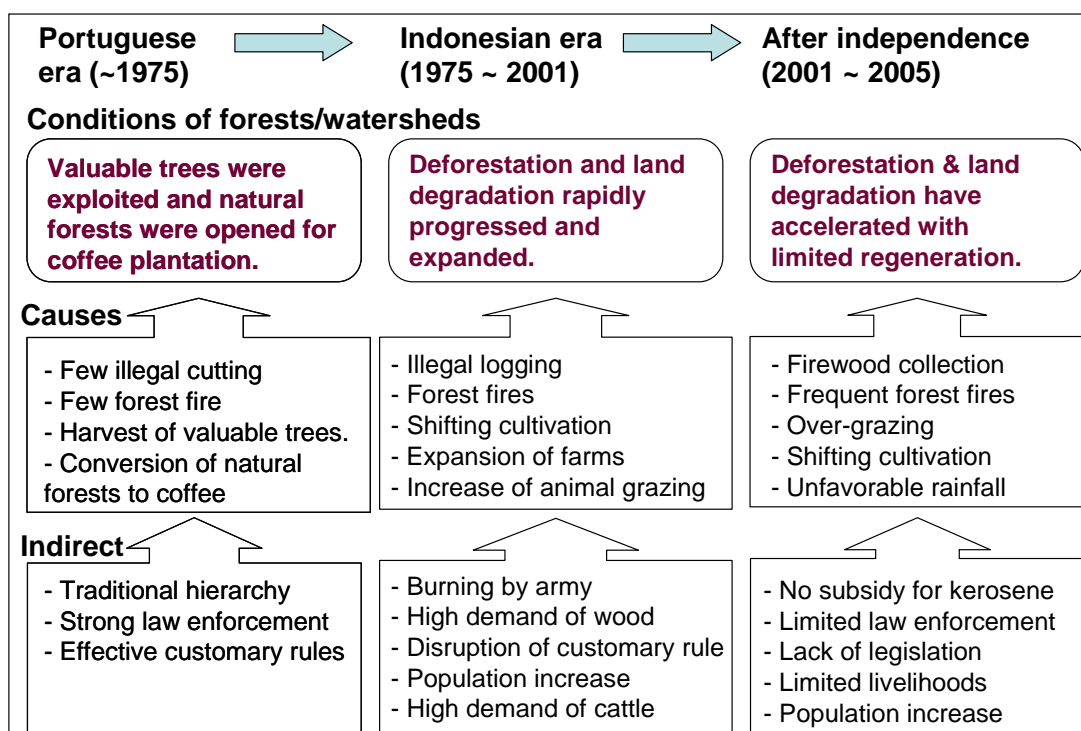 Portuguese
era (~1975)
Indonesian era
(1975 ~ 2001)
After independence
(2001 ~ 2005)
Conditions of forests/watersheds
Valuable trees were
exploited and natural
forests were opened for
coffee plantation.
Deforestation and land
degradation rapidly
progressed and
expanded.
Deforestation & land
degradation have
accelerated with
limited regeneration.
Causes
- Few illegal cutting
- Few forest fire
- Harvest of valuable trees.
- Conversion of natural
forests to coffee
- Illegal logging
- Forest fires
- Shifting cultivation
- Expansion of farms
- Increase of animal grazing
- Firewood collection
- Frequent forest fires
- Over-grazing
- Shifting cultivation
- Unfavorable rainfall
Indirect
- Traditional hierarchy
- Strong law enforcement
- Effective customary rules
- Burning by army
- High demand of wood
- Disruption of customary rule
- Population increase
- High demand of cattle
- No subsidy for kerosene
- Limited law enforcement
- Lack of legislation
- Limited livelihoods
- Population increase